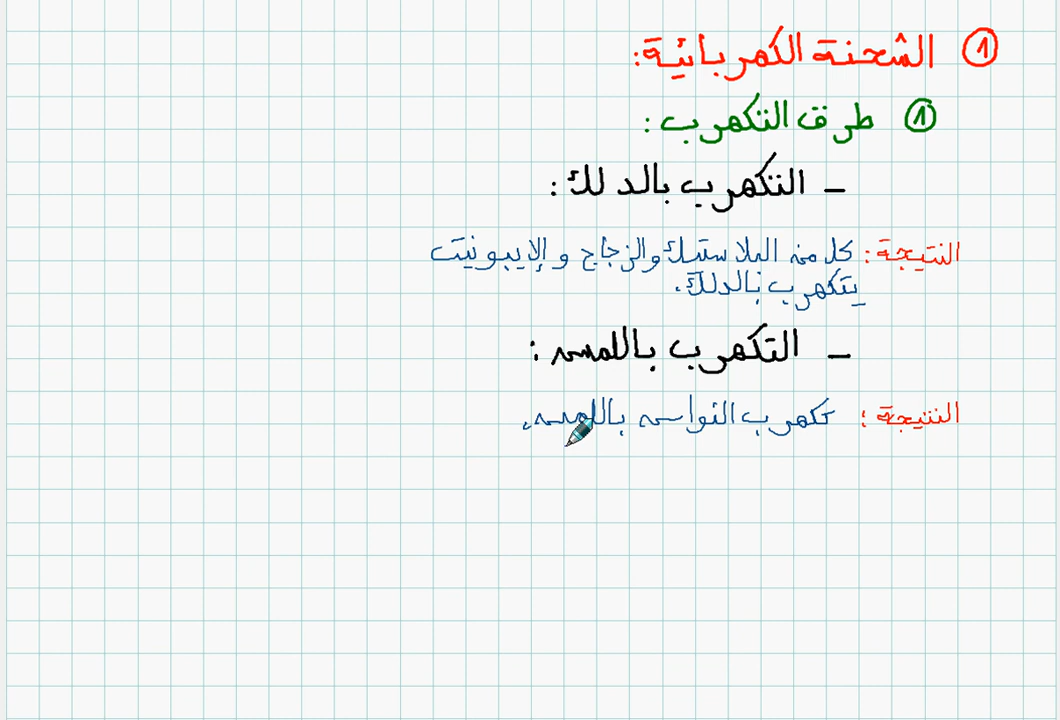 ① الشحنة الكهربائية:
① طرق التكهرب:
- التكهرب بالدلك:
النتيجة: كل من البلاستيك والزجاج و الإيبونيت
يتكهرب بالدلك.
- التكهرب باللمس:
النتيجة: تكهرب النواس باللمس.